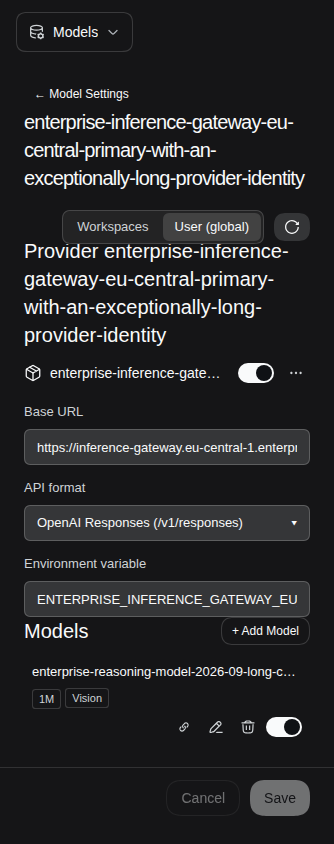 Models
← Model Settings
enterprise-inference-gateway-eu-
central-primary-with-an-
exceptionally-long-provider-identity
Workspaces User (global)
Provider enterprise-inference-
gateway-eu-central-primary-
with-an-exceptionally-long-
provider-identity
enterprise-inference-gate…
Base URL
https://inference-gateway.eu-central-1.enterpr
API format
OpenAI Responses (/v1/responses)
Environment variable
ENTERPRISE_INFERENCE_GATEWAY_EU
Models + Add Model
enterprise-reasoning-model-2026-09-long-c…
1M Vision
Cancel Save